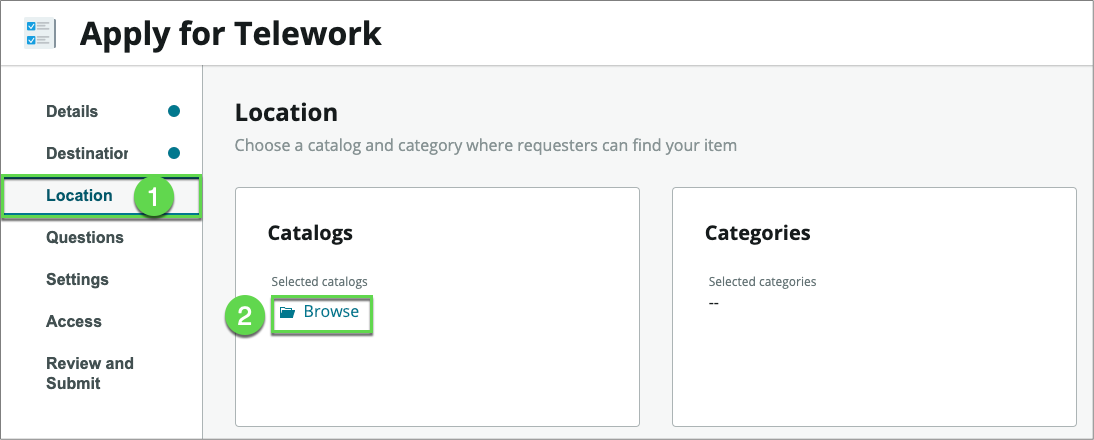 Apply for Telework
Details
Destination
Location
1
Questions
Settings
Access
Review and
Submit
Location
Choose a catalog and category where requesters can find your item
Catalogs
Selected catalogs
2
Browse
Categories
Selected categories
--